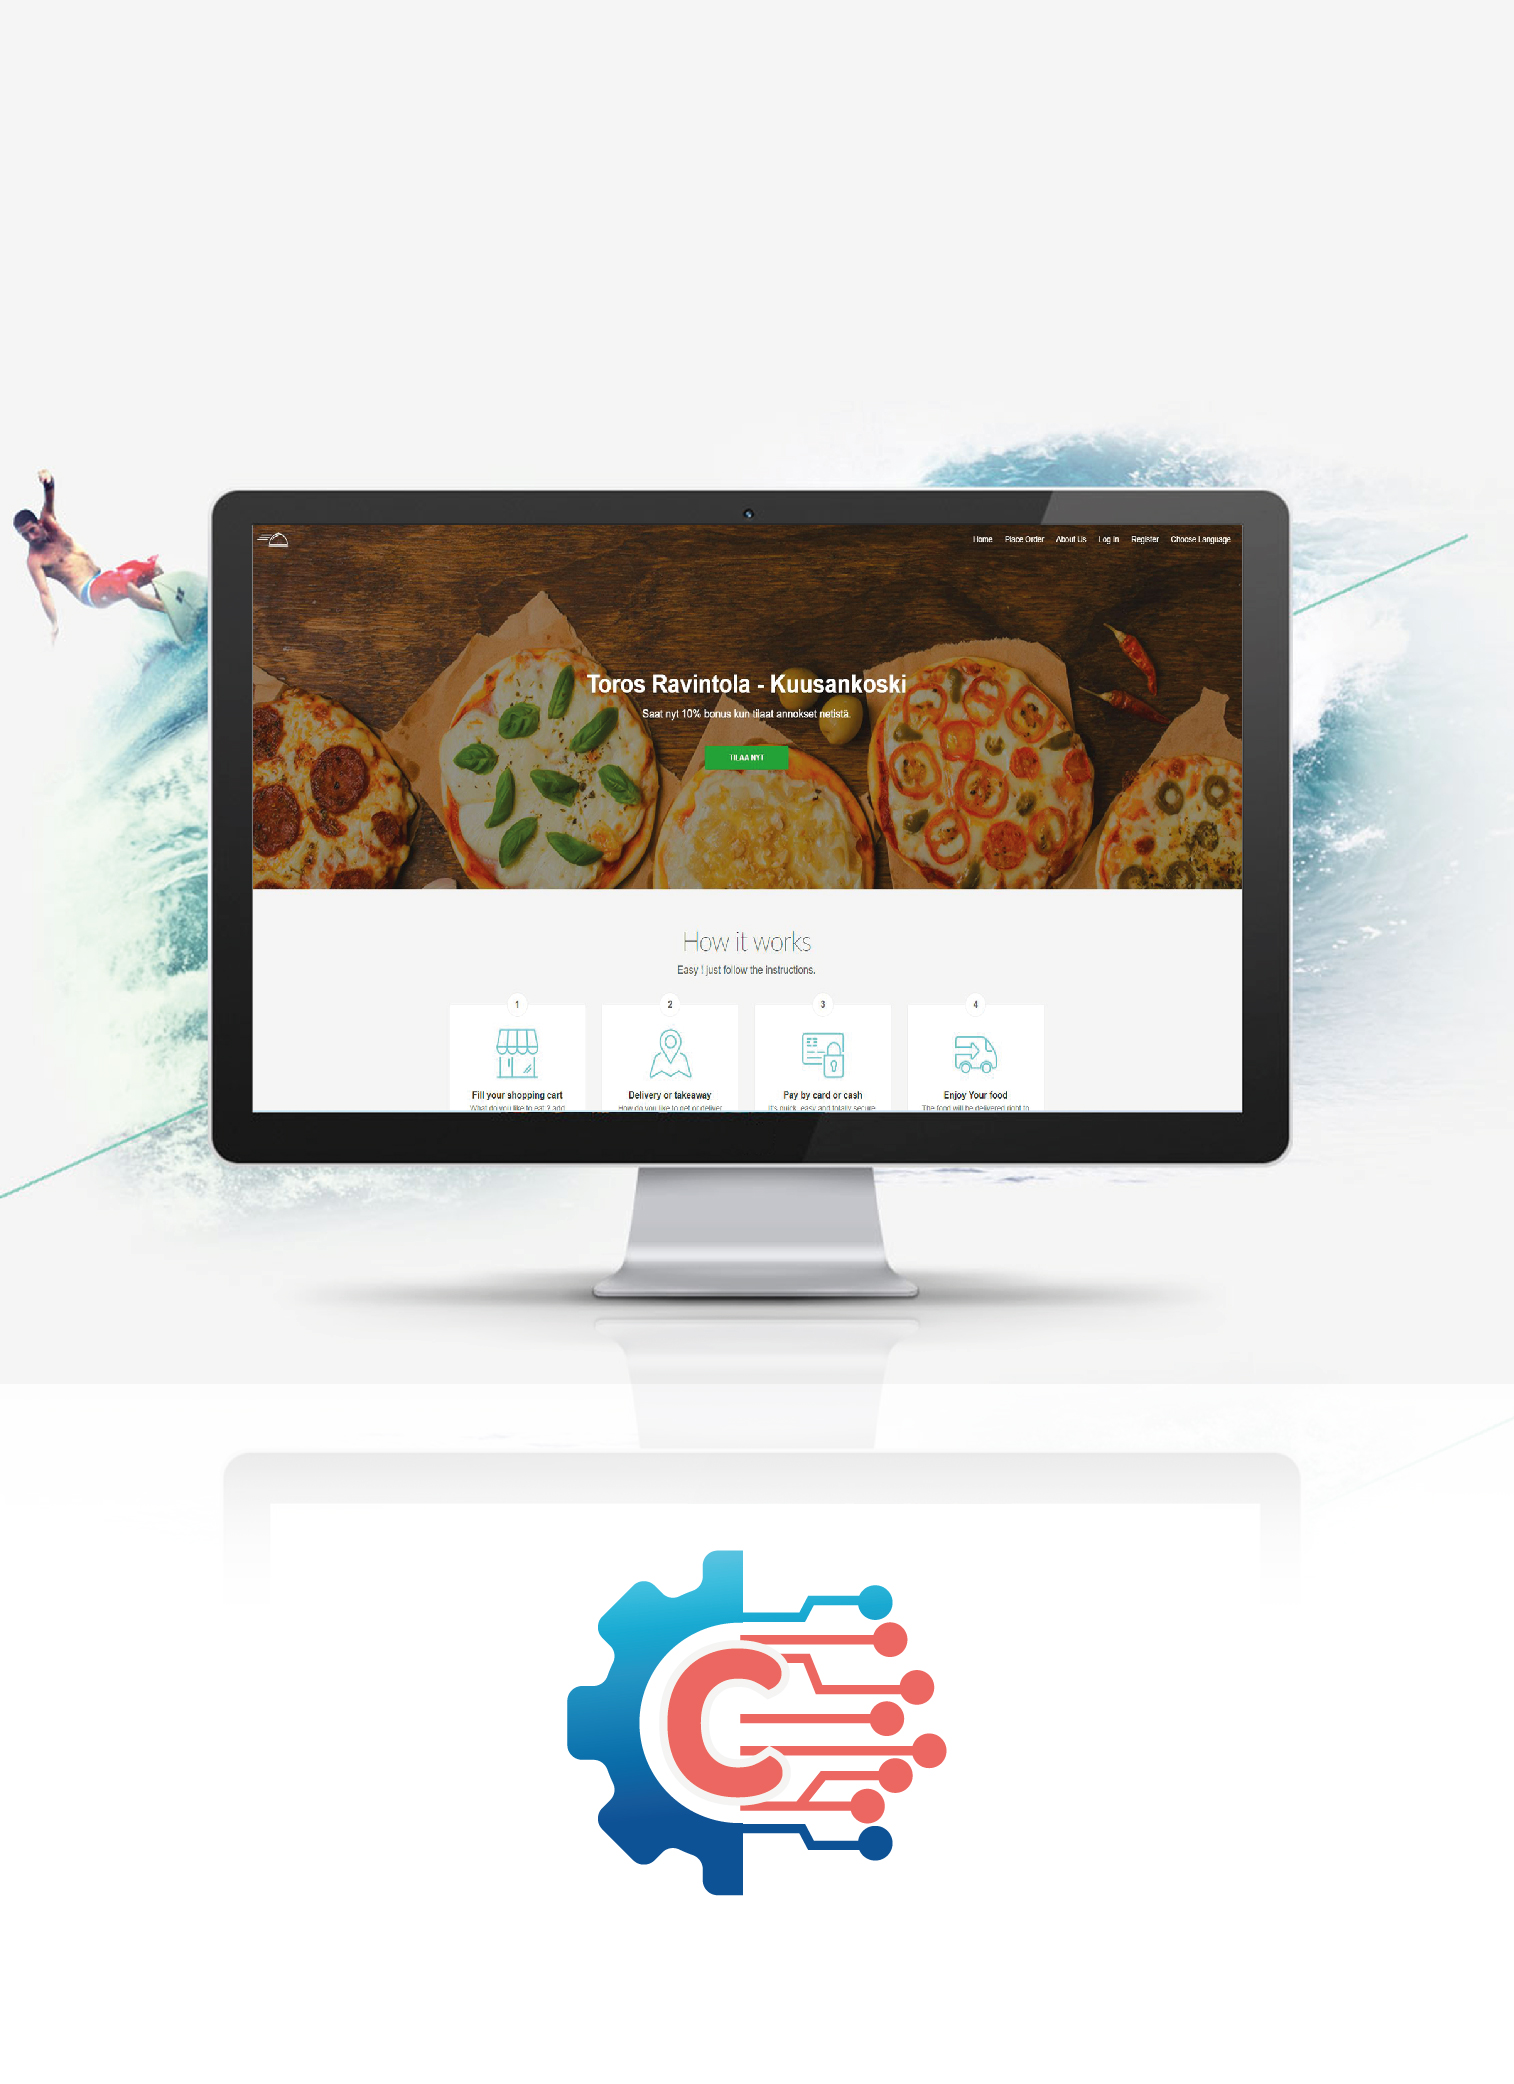 Home Place Order About Us Log In Register Choose Language
Toros Ravintola - Kuusankoski
Saat nyt 10% bonus kun tilaat annokset netistä.
TILAA NYT
How it works
Easy ! just follow the instructions.
1 2 3 4
Fill your shopping cart Delivery or takeaway Pay by card or cash Enjoy Your food
What do you like to eat ? add How do you like to get or deliver It's quick, easy and totally secure The food will be delivered right to
C